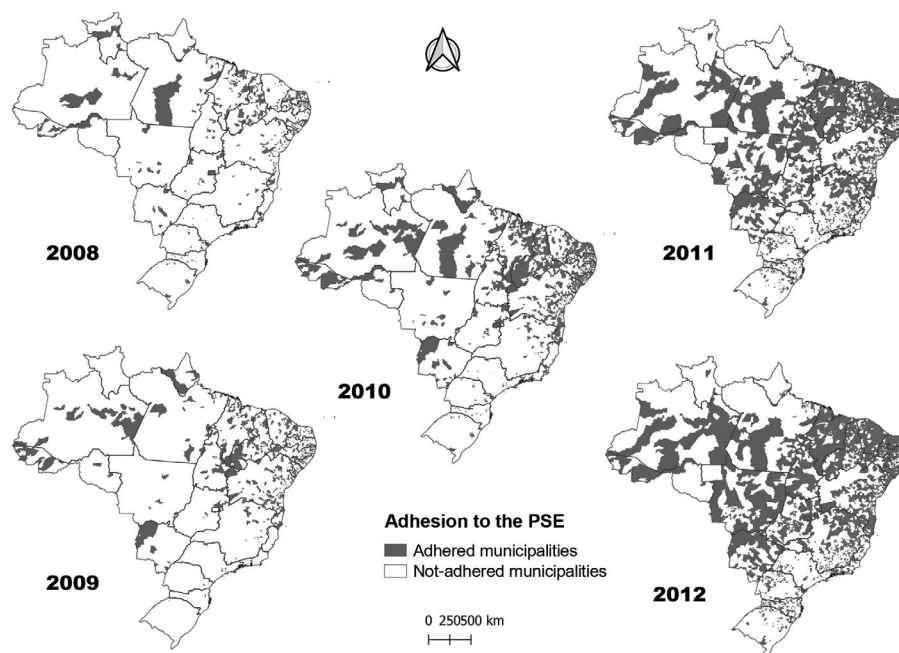 2008
2011
2010
2009
2012
Adhesion to the PSE
Adhered municipalities
Not-adhered municipalities
0 250500 km